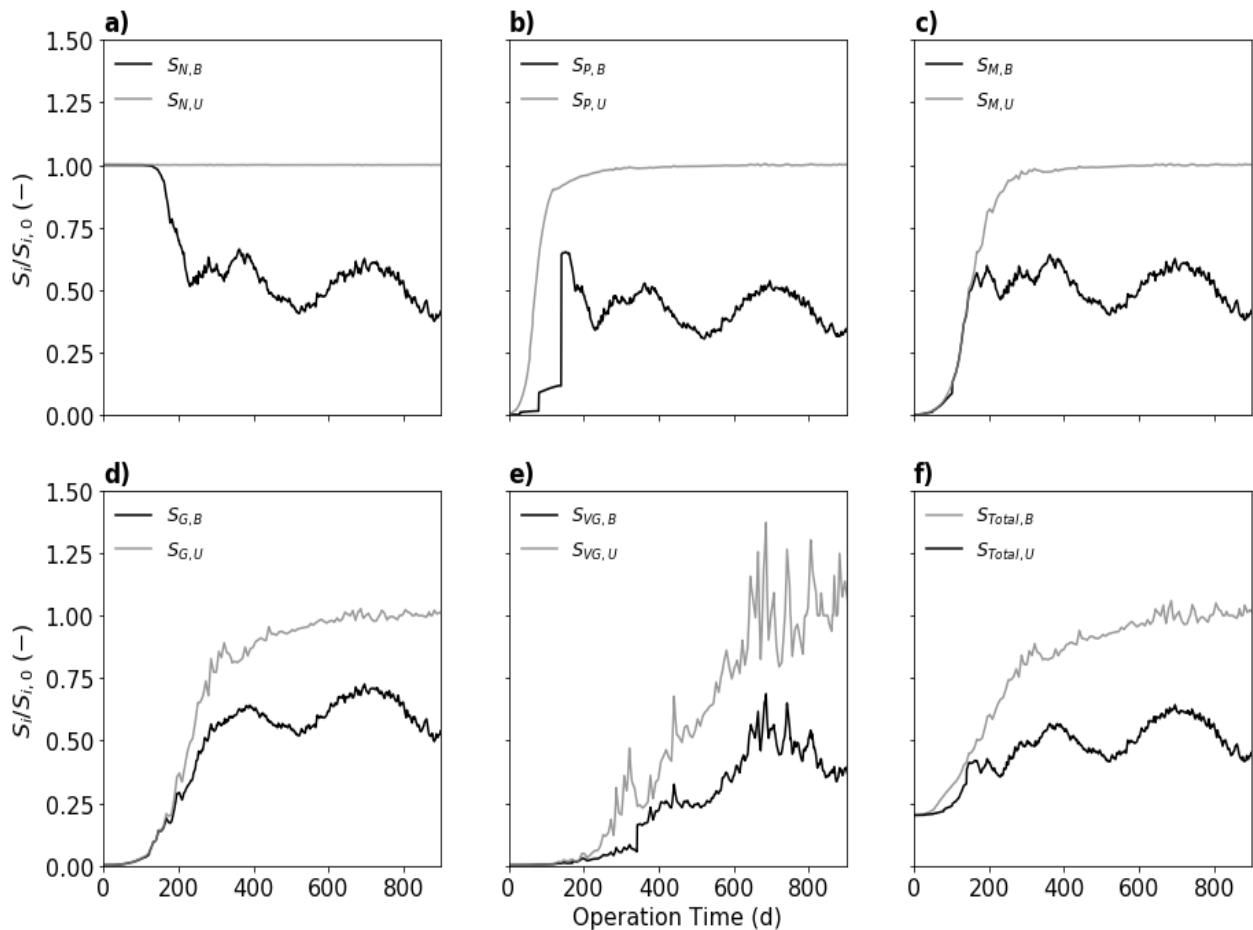 a)
b)
c)
1.50
1.25
1.00
0.75
0.50
0.25
0.00
S_i/S_{i, 0} (−)
S_{N, B}
S_{N, U}
S_{P, B}
S_{P, U}
S_{M, B}
S_{M, U}
d)
e)
f)
1.50
1.25
1.00
0.75
0.50
0.25
0.00
S_i/S_{i, 0} (−)
S_{G, B}
S_{G, U}
S_{VG, B}
S_{VG, U}
S_{Total, B}
S_{Total, U}
0 200 400 600 800
0 200 400 600 800
0 200 400 600 800
Operation Time (d)